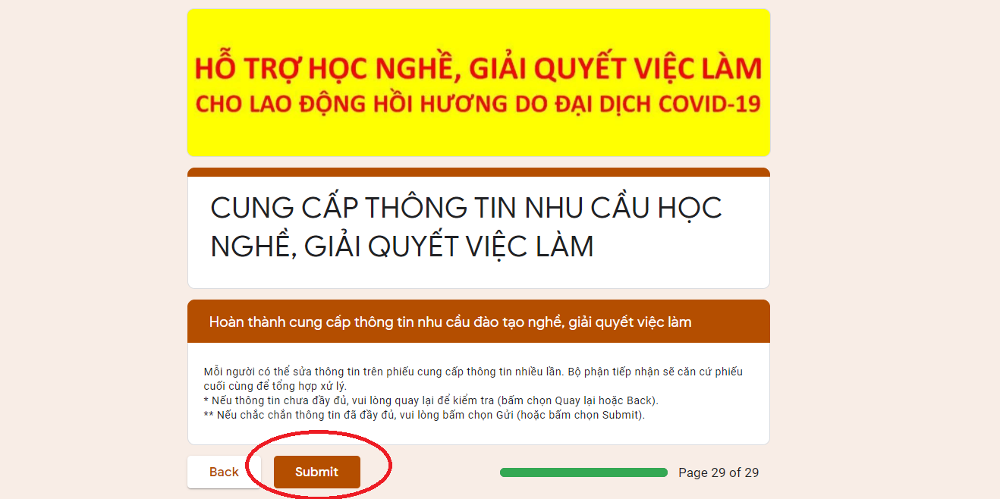 HỖ TRỢ HỌC NGHỀ, GIẢI QUYẾT VIỆC LÀM
CHO LAO ĐỘNG HỒI HƯƠNG DO ĐẠI DỊCH COVID-19
CUNG CẤP THÔNG TIN NHU CẦU HỌC
NGHỀ, GIẢI QUYẾT VIỆC LÀM
Hoàn thành cung cấp thông tin nhu cầu đào tạo nghề, giải quyết việc làm
Mỗi người có thể sửa thông tin trên phiếu cung cấp thông tin nhiều lần. Bộ phận tiếp nhận sẽ căn cứ phiếu
cuối cùng để tổng hợp xử lý.
* Nếu thông tin chưa đầy đủ, vui lòng quay lại để kiểm tra (bấm chọn Quay lại hoặc Back).
** Nếu chắc chắn thông tin đã đầy đủ, vui lòng bấm chọn Gửi (hoặc bấm chọn Submit).
Back Submit Page 29 of 29